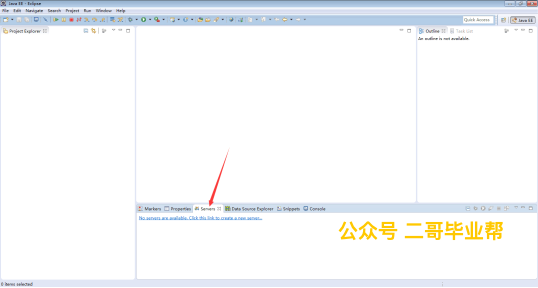 Java EE - Eclipse
File Edit Navigate Search Project Run Window Help
Quick Access
Java EE
Project Explorer
Outline Task List
An outline is not available.
Markers Properties Servers Data Source Explorer Snippets Console
No servers are available. Click this link to create a new server...
公众号 二哥毕业帮
0 items selected